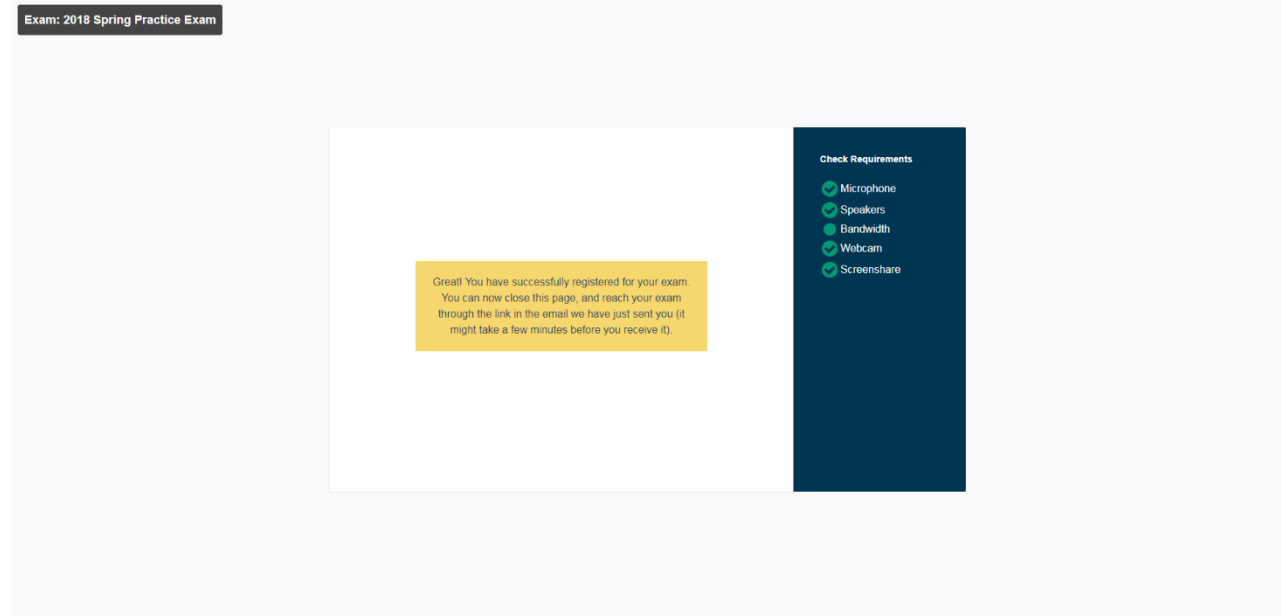 Exam: 2018 Spring Practice Exam
Great! You have successfully registered for your exam.
You can now close this page, and reach your exam
through the link in the email we have just sent you (it
might take a few minutes before you receive it).
Check Requirements
Microphone
Speakers
Bandwidth
Webcam
Screenshare